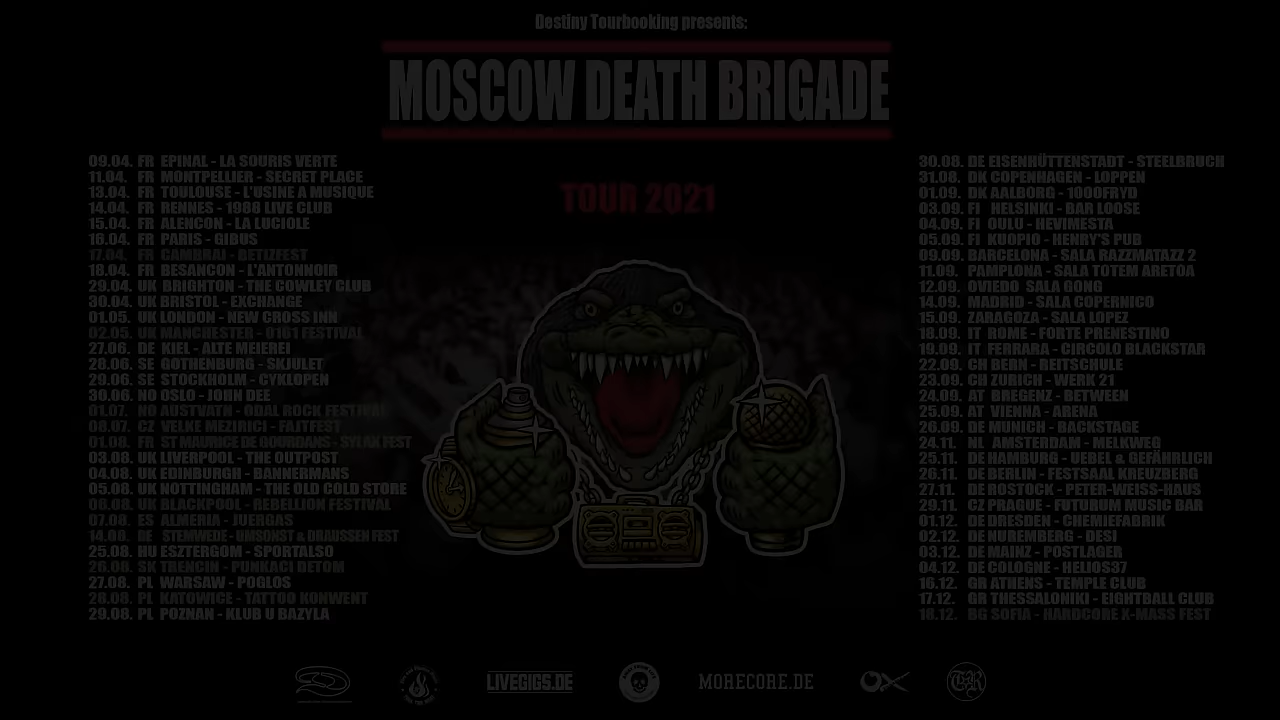 Destiny Tourbooking presents:
MOSCOW DEATH BRIGADE
TOUR 2021
09.04. FR EPINAL - LA SOURIS VERTE
11.04. FR MONTPELLIER - SECRET PLACE
13.04. FR TOULOUSE - L'USINE A MUSIQUE
14.04. FR RENNES - 1988 LIVE CLUB
15.04. FR ALENCON - LA LUCIOLE
16.04. FR PARIS - GIBUS
17.04. FR CAMBRAI - BETIZFEST
18.04. FR BESANCON - L'ANTONNOIR
29.04. UK BRIGHTON - THE COWLEY CLUB
30.04. UK BRISTOL - EXCHANGE
01.05. UK LONDON - NEW CROSS INN
02.05. UK MANCHESTER - 0161 FESTIVAL
27.06. DE KIEL - ALTE MEIEREI
28.06. SE GOTHENBURG - SKJULET
29.06. SE STOCKHOLM - CYKLOPEN
30.06. NO OSLO - JOHN DEE
01.07. NO AUSTVATN - ODAL ROCK FESTIVAL
08.07. CZ VELKE MEZIRICI - FAJTFEST
01.08. FR ST MAURICE DE GOURDANS - SYLAK FEST
03.08. UK LIVERPOOL - THE OUTPOST
04.08. UK EDINBURGH - BANNERMANS
05.08. UK NOTTINGHAM - THE OLD COLD STORE
06.08. UK BLACKPOOL - REBELLION FESTIVAL
07.08. ES ALMERIA - JUERGAS
14.08. DE STEMWEDE - UMSONST & DRAUSSEN FEST
25.08. HU ESZTERGOM - SPORTALSO
26.08. SK TRENCIN - PUNKACI DETOM
27.08. PL WARSAW - POGLOS
28.08. PL KATOWICE - TATTOO KONWENT
29.08. PL POZNAN - KLUB U BAZYLA
30.08. DE EISENHÜTTENSTADT - STEELBRUCH
31.08. DK COPENHAGEN - LOPPEN
01.09. DK AALBORG - 1000FRYD
03.09. FI HELSINKI - BAR LOOSE
04.09. FI OULU - HEVIMESTA
05.09. FI KUOPIO - HENRY'S PUB
09.09. BARCELONA - SALA RAZZMATAZZ 2
11.09. PAMPLONA - SALA TOTEM ARETOA
12.09. OVIEDO SALA GONG
14.09. MADRID - SALA COPERNICO
15.09. ZARAGOZA - SALA LOPEZ
18.09. IT ROME - FORTE PRENESTINO
19.09. IT FERRARA - CIRCOLO BLACKSTAR
22.09. CH BERN - REITSCHULE
23.09. CH ZURICH - WERK 21
24.09. AT BREGENZ - BETWEEN
25.09. AT VIENNA - ARENA
26.09. DE MUNICH - BACKSTAGE
24.11. NL AMSTERDAM - MELKWEG
25.11. DE HAMBURG - UEBEL & GEFÄHRLICH
26.11. DE BERLIN - FESTSAAL KREUZBERG
27.11. DE ROSTOCK - PETER-WEISS-HAUS
29.11. CZ PRAGUE - FUTURUM MUSIC BAR
01.12. DE DRESDEN - CHEMIEFABRIK
02.12. DE NUREMBERG - DESI
03.12. DE MAINZ - POSTLAGER
04.12. DE COLOGNE - HELIOS37
16.12. GR ATHENS - TEMPLE CLUB
17.12. GR THESSALONIKI - EIGHTBALL CLUB
18.12. BG SOFIA - HARDCORE X-MASS FEST
LIVEGIGS.DE
MORECORE.DE